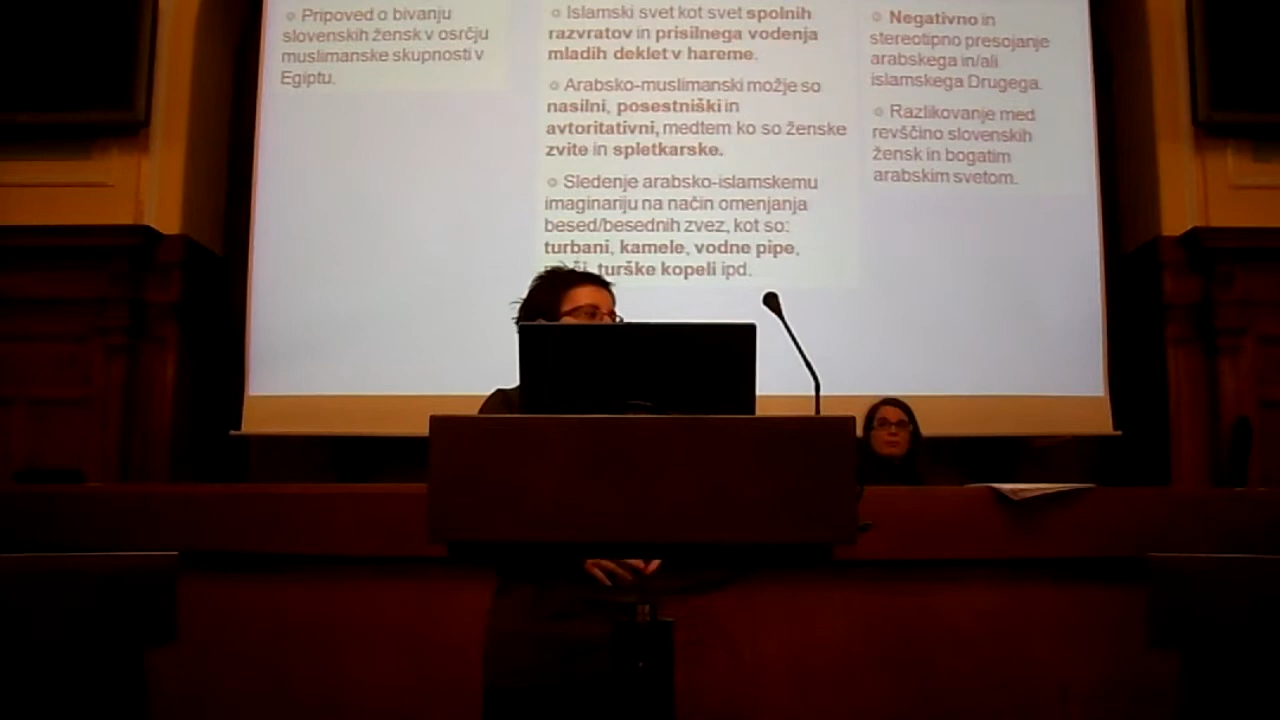 Pripoved o bivanju
slovenskih žensk v osrčju
muslimanske skupnosti v
Egiptu.
Islamski svet kot svet spolnih
razvratov in prisilnega vodenja
mladih deklet v hareme.
Arabsko-muslimanski možje so
nasilni, posestniški in
avtoritativni, medtem ko so ženske
zvite in spletkarske.
Sledenje arabsko-islamskemu
imaginariju na način omenjanja
besed/besednih zvez, kot so:
turbani, kamele, vodne pipe,
turške kopeli ipd.
Negativno in
stereotipno presojanje
arabskega in/ali
islamskega Drugega.
Razlikovanje med
revščino slovenskih
žensk in bogatim
arabskim svetom.